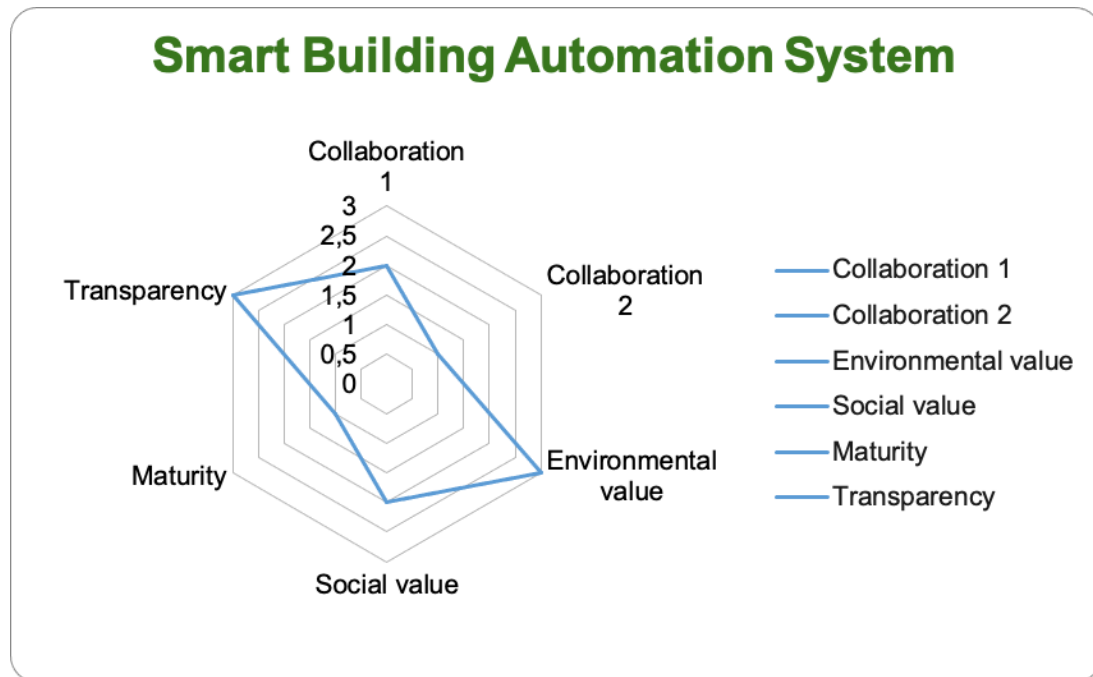 Smart Building Automation System
Collaboration
1
3
2,5
2
1,5
1
0,5
0
Collaboration
2
Environmental
value
Social value
Maturity
Transparency
Collaboration 1
Collaboration 2
Environmental value
Social value
Maturity
Transparency